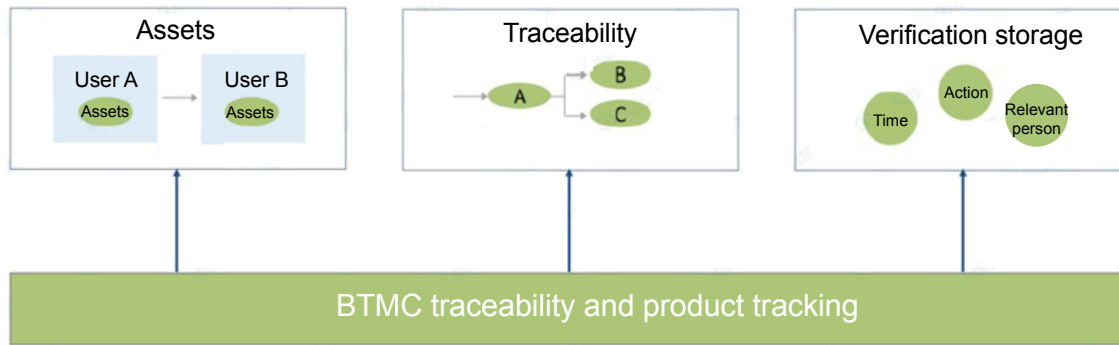 Assets
User A
User B
Assets
Assets
Traceability
A
B
C
Verification storage
Time
Action
Relevant
person
BTMC traceability and product tracking